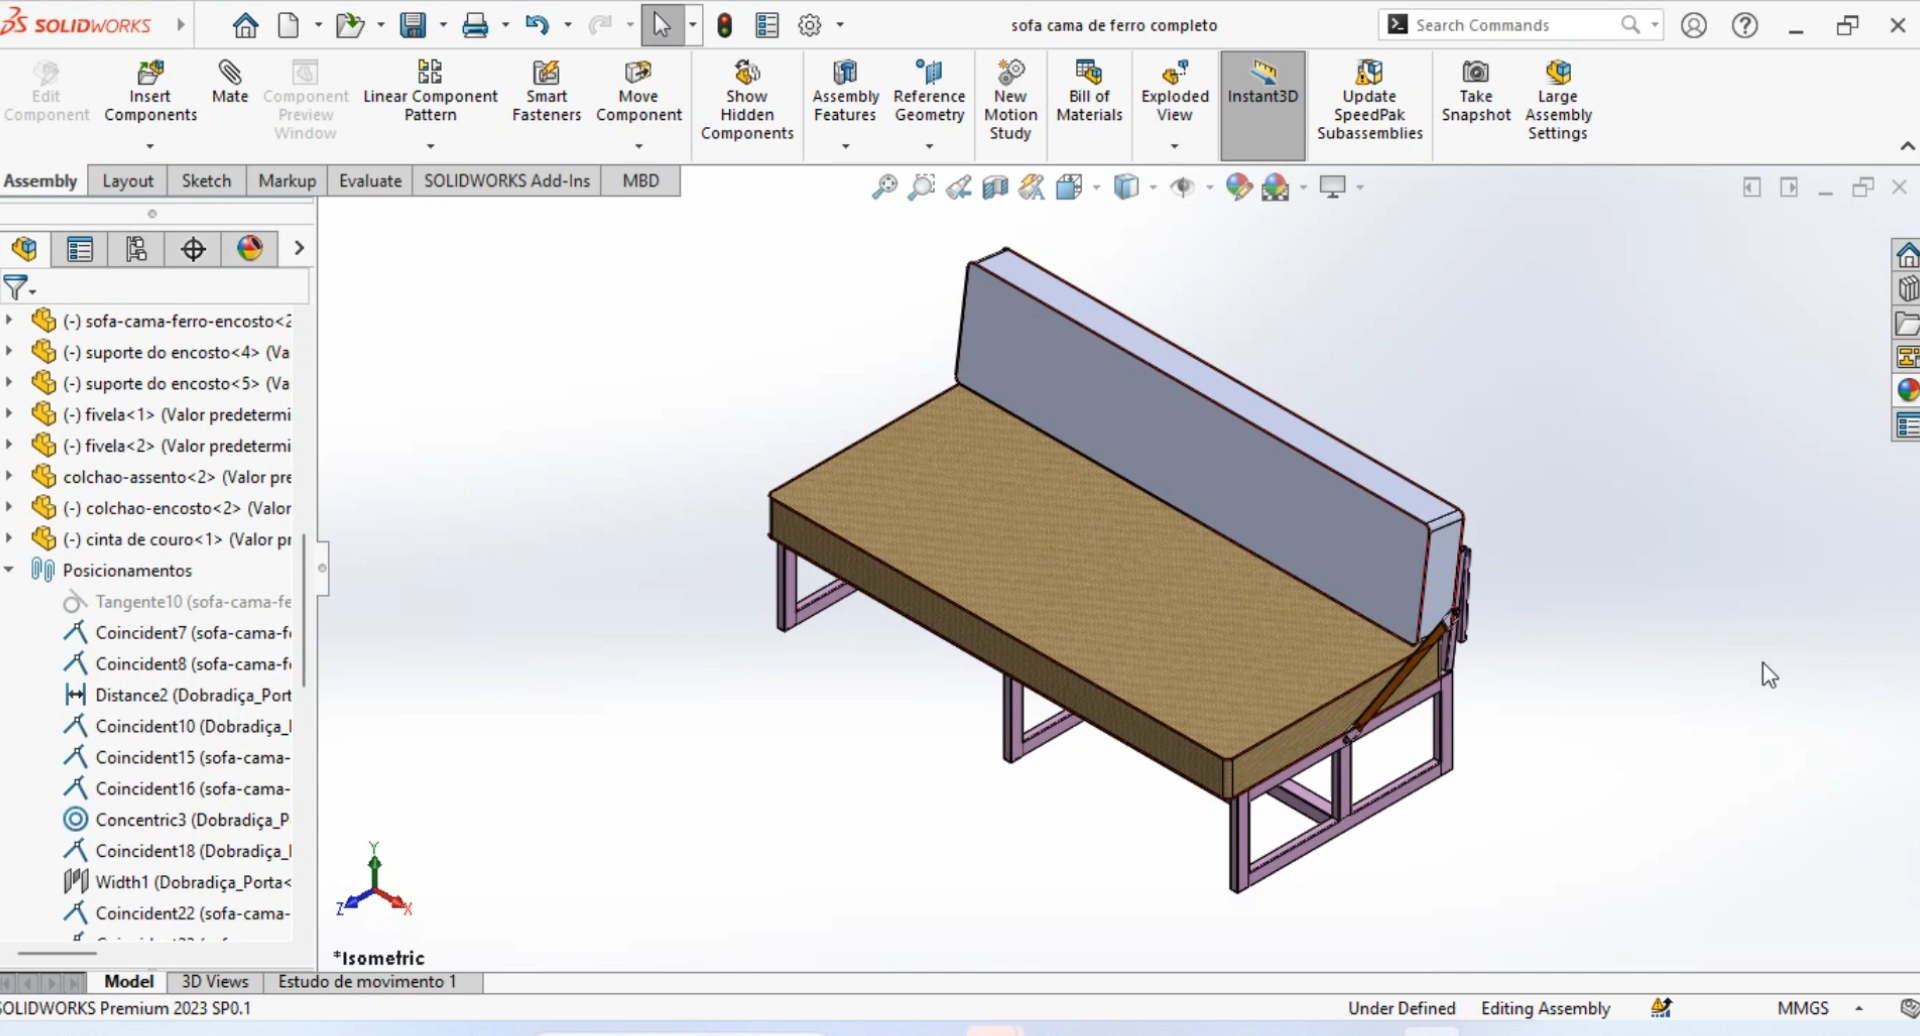 SOLIDWORKS
sofa cama de ferro completo
Search Commands
Edit Component
Insert Components
Mate
Component Preview Window
Linear Component Pattern
Smart Fasteners
Move Component
Show Hidden Components
Assembly Features
Reference Geometry
New Motion Study
Bill of Materials
Exploded View
Instant3D
Update SpeedPak Subassemblies
Take Snapshot
Large Assembly Settings
Assembly
Layout
Sketch
Markup
Evaluate
SOLIDWORKS Add-Ins
MBD
(-) sofa-cama-ferro-encosto<2
(-) suporte do encosto<4> (Va
(-) suporte do encosto<5> (Va
(-) fivela<1> (Valor predetermi
(-) fivela<2> (Valor predetermi
colchao-assento<2> (Valor pre
(-) colchao-encosto<2> (Valor
(-) cinta de couro<1> (Valor pr
Posicionamentos
Tangente10 (sofa-cama-fe
Coincident7 (sofa-cama-f
Coincident8 (sofa-cama-f
Distance2 (Dobradiça_Port
Coincident10 (Dobradiça_
Coincident15 (sofa-cama-
Coincident16 (sofa-cama-
Concentric3 (Dobradiça_P
Coincident18 (Dobradiça_
Width1 (Dobradiça_Porta<
Coincident22 (sofa-cama-
Y
Z
X
*Isometric
Model
3D Views
Estudo de movimento 1
SOLIDWORKS Premium 2023 SP0.1
Under Defined
Editing Assembly
MMGS